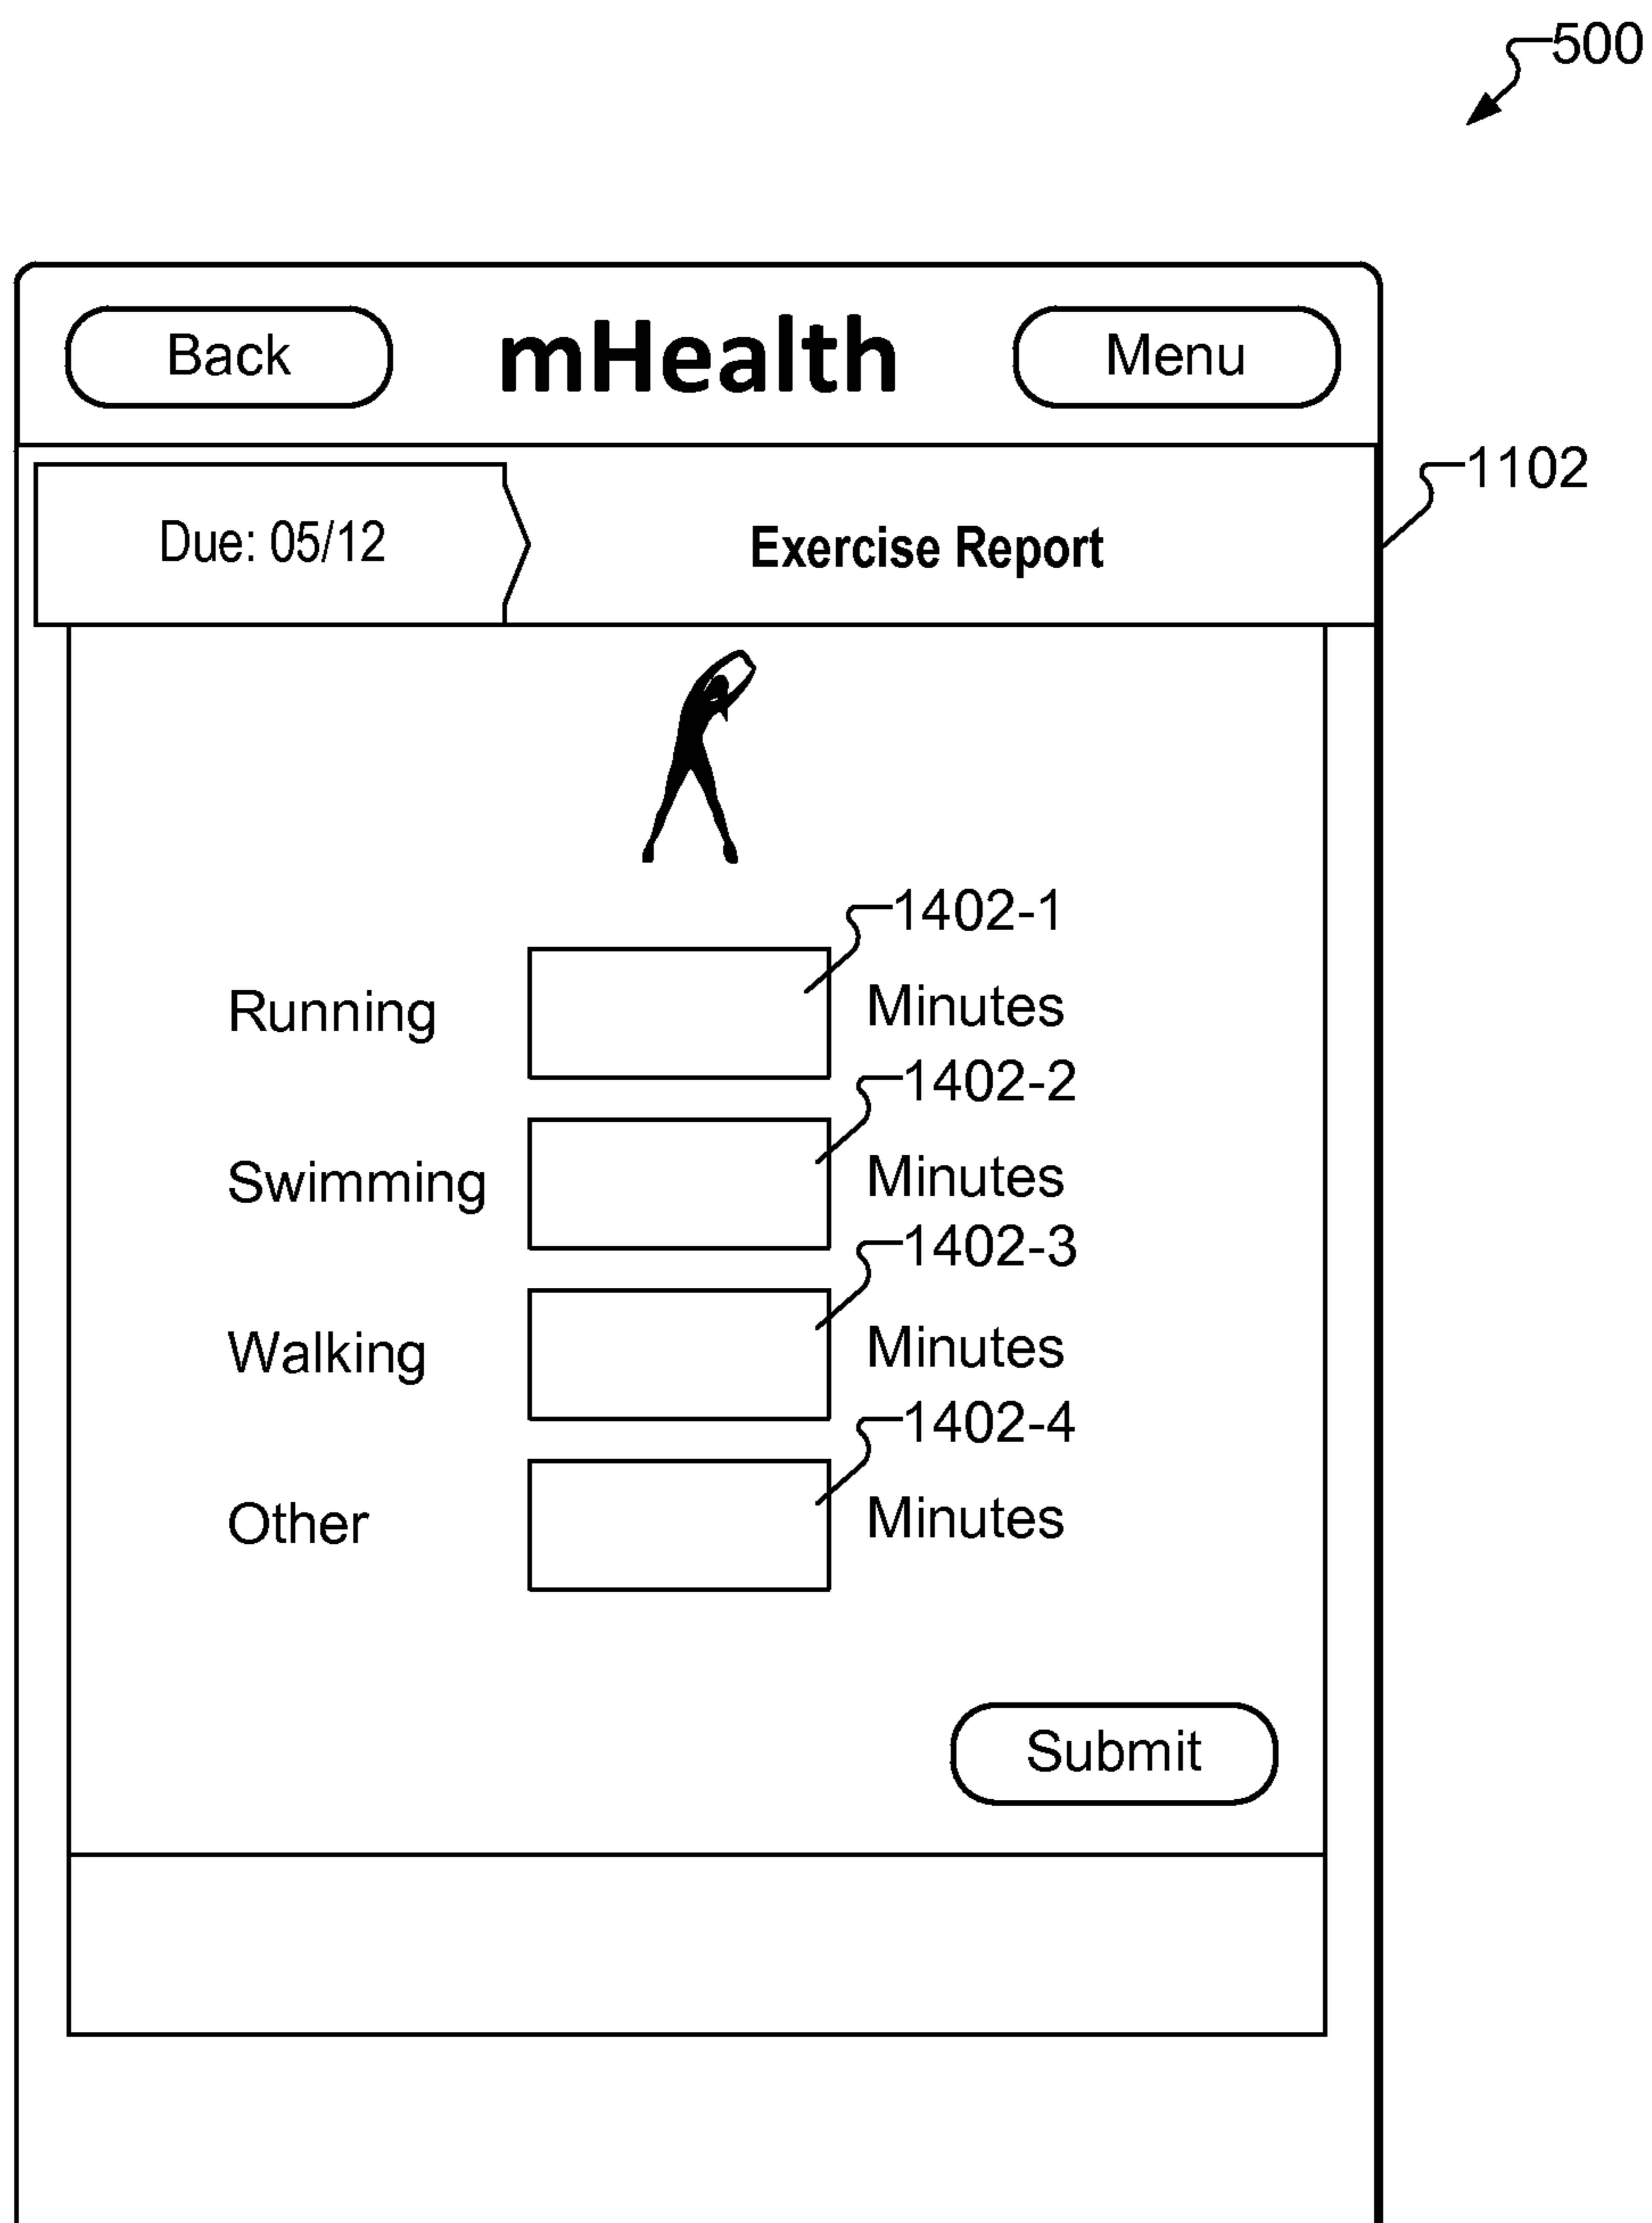 500
Back mHealth Menu
1102
Due: 05/12 Exercise Report
1402-1
Running Minutes
1402-2
Swimming Minutes
1402-3
Walking Minutes
1402-4
Other Minutes
Submit